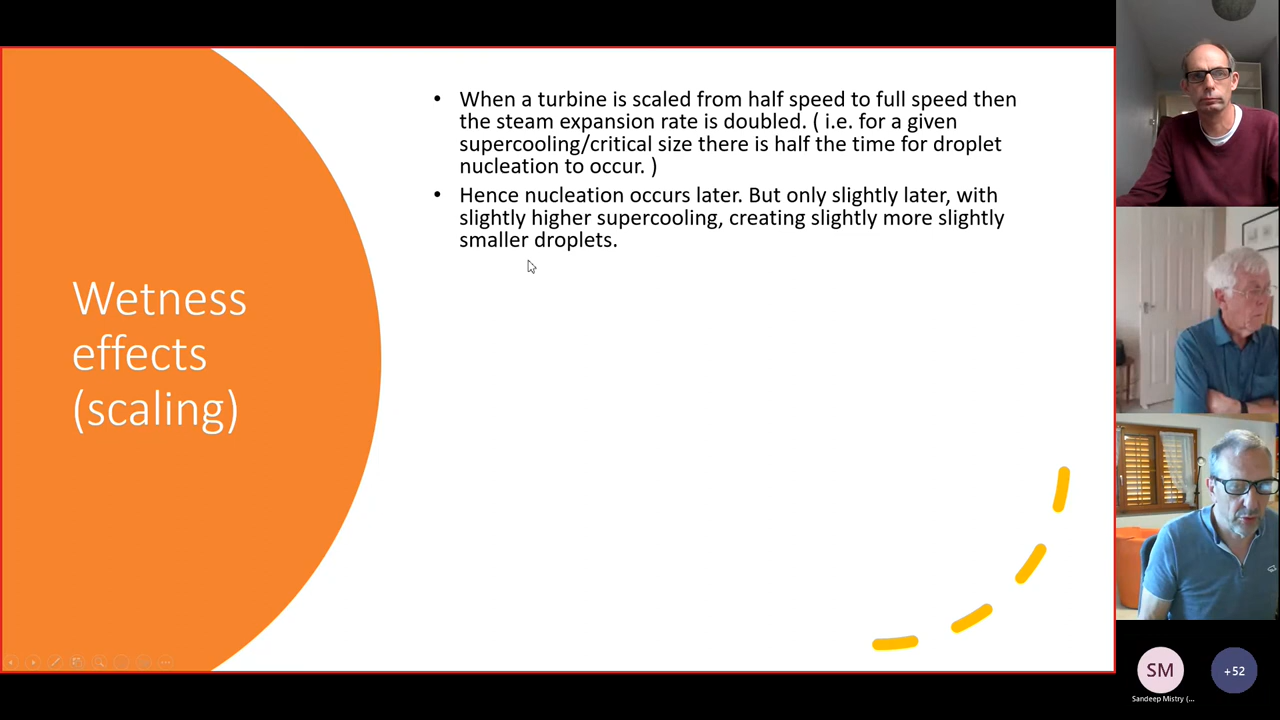 Wetness
effects
(scaling)
• When a turbine is scaled from half speed to full speed then
the steam expansion rate is doubled. ( i.e. for a given
supercooling/critical size there is half the time for droplet
nucleation to occur. )
• Hence nucleation occurs later. But only slightly later, with
slightly higher supercooling, creating slightly more slightly
smaller droplets.
SM
+52
Sandeep Mistry (...